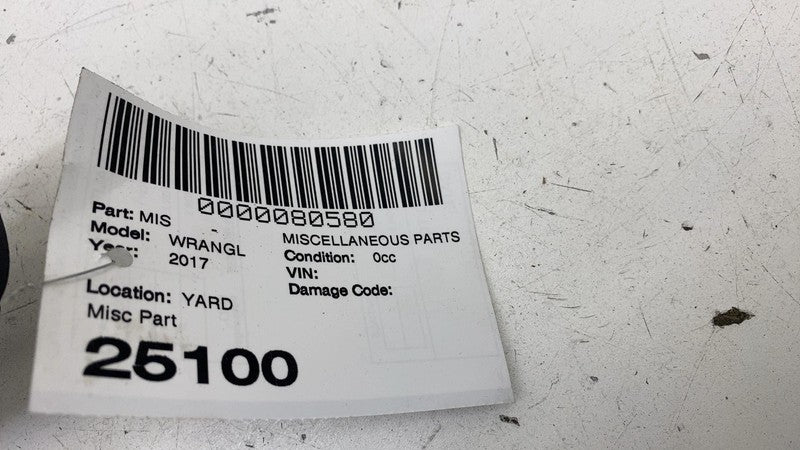 0000080580
Part: MIS - MISCELLANEOUS PARTS
Model: WRANGL Condition: 0cc
Year: 2017 VIN:
Damage Code:
Location: YARD
Misc Part
25100